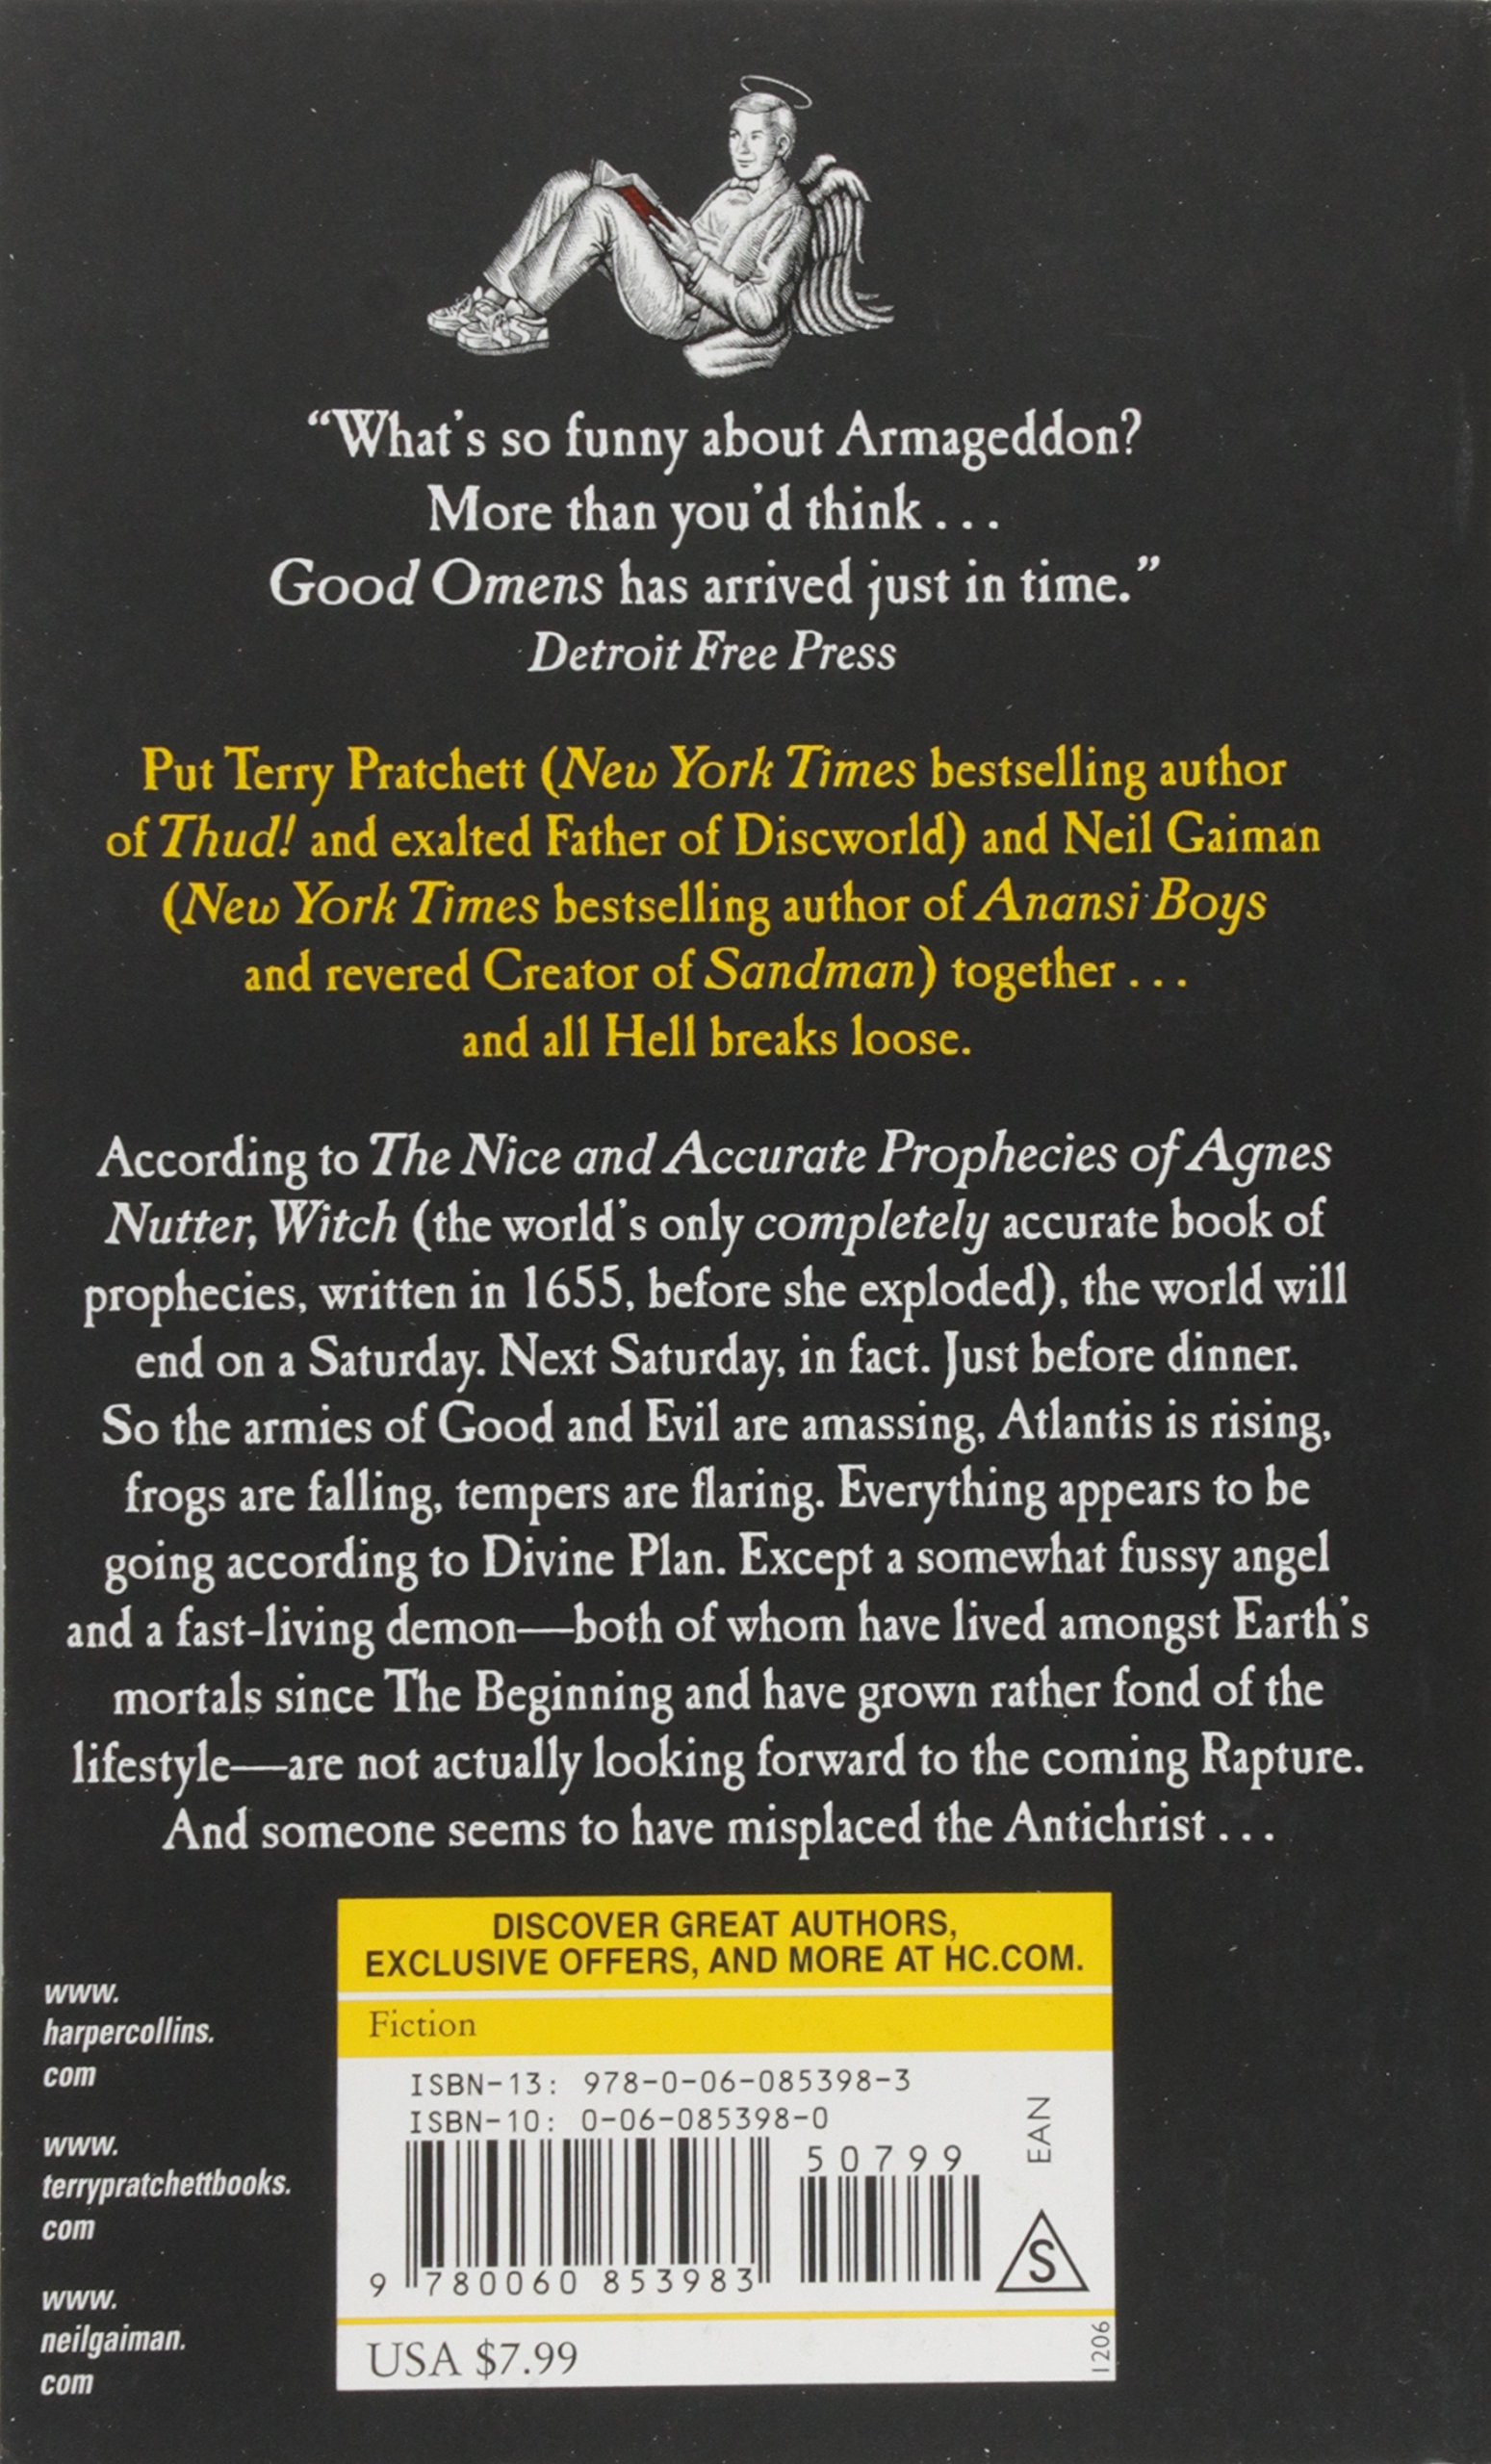 “What's so funny about Armageddon?
More than you'd think . . .
Good Omens has arrived just in time.”
Detroit Free Press
Put Terry Pratchett (New York Times bestselling author
of Thud! and exalted Father of Discworld) and Neil Gaiman
(New York Times bestselling author of Anansi Boys
and revered Creator of Sandman) together . . .
and all Hell breaks loose.
According to The Nice and Accurate Prophecies of Agnes
Nutter, Witch (the world's only completely accurate book of
prophecies, written in 1655, before she exploded), the world will
end on a Saturday. Next Saturday, in fact. Just before dinner.
So the armies of Good and Evil are amassing, Atlantis is rising,
frogs are falling, tempers are flaring. Everything appears to be
going according to Divine Plan. Except a somewhat fussy angel
and a fast-living demon—both of whom have lived amongst Earth's
mortals since The Beginning and have grown rather fond of the
lifestyle—are not actually looking forward to the coming Rapture.
And someone seems to have misplaced the Antichrist . . .
www.
harpercollins.
com
www.
terrypratchettbooks.
com
www.
neilgaiman.
com
DISCOVER GREAT AUTHORS,
EXCLUSIVE OFFERS, AND MORE AT HC.COM.
Fiction
ISBN-13: 978-0-06-085398-3
ISBN-10: 0-06-085398-0
50799
EAN
S
9 780060 853983
USA $7.99
1206